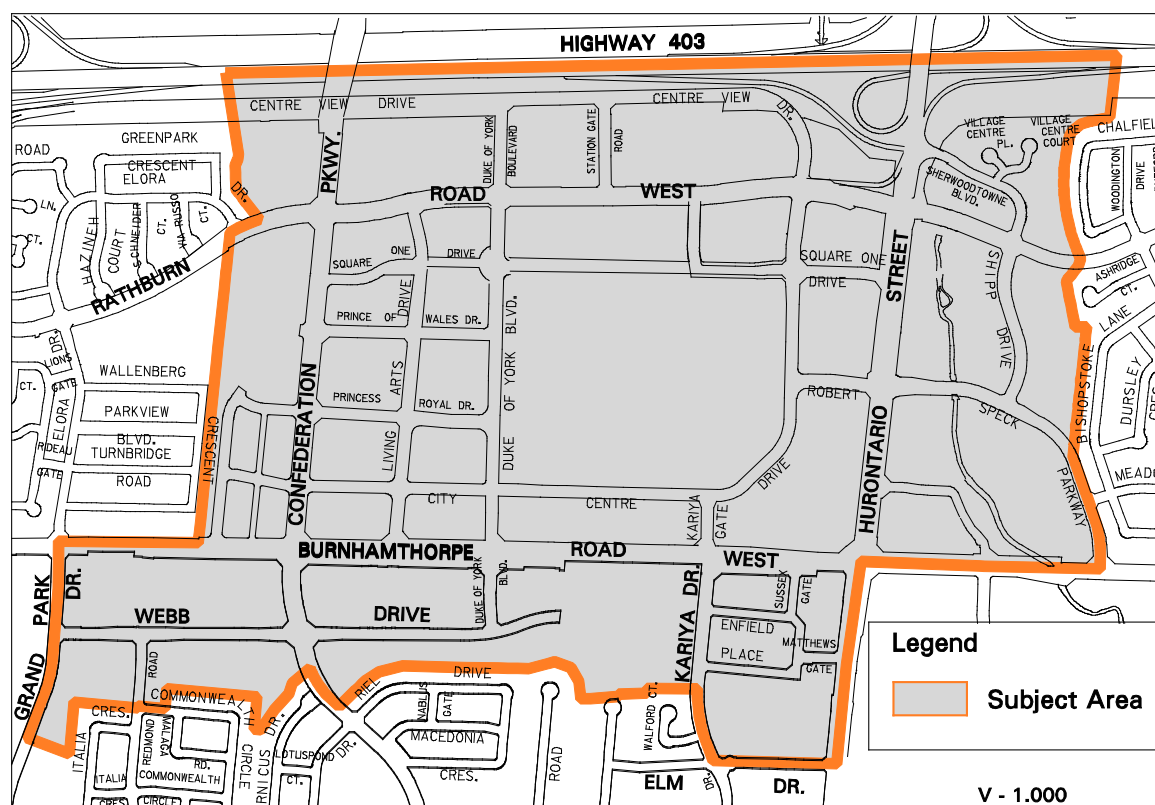 HIGHWAY 403
CENTRE VIEW DRIVE
CENTRE VIEW
DR.
GREENPARK
ROAD
CRESCENT
ELORA
DR.
LN.
CT.
HAZINEH
COURT
SCHNEIDER
CT.
VIA RUSSO
CT.
RATHBURN
ROAD
WEST
PKWY.
DUKE OF YORK
BOULEVARD
STATION GATE
ROAD
VILLAGE
CENTRE
PL.
VILLAGE
CENTRE
COURT
CHALFIEL
WOODINGTON
DRIVE
SHERWOODTOWNE
BLVD.
SQUARE ONE
DRIVE
SQUARE ONE
DRIVE
STREET
SHIPP
DRIVE
ASHRIDGE
CT.
LANE
BISHOPSTOKE
PRINCE OF
WALES DR.
DRIVE
DUKE OF YORK BLVD.
DR.
LIONS
GATE
CT.
ELORA
WALLENBERG
PARKVIEW
BLVD.
TURNBRIDGE
ROAD
RIDEAU
GATE
CRESCENT
CONFEDERATION
PRINCESS
ROYAL DR.
ARTS
LIVING
ROBERT
SPECK
PARKWAY
DURSLEY
CRES
MEADO
HURONTARIO
CITY
CENTRE
DRIVE
KARIYA
GATE
BURNHAMTHORPE
ROAD
WEST
GRAND PARK
DR.
WEBB
DRIVE
DUKE OF YORK
BLVD.
KARIYA DR.
SUSSEX
GATE
ENFIELD
PLACE
MATTHEWS
GATE
ROAD
COMMONWEALTH
CIRCLE
RIEL
DRIVE
DR.
CRES.
ITALIA
REDMOND
MALAGA
RD.
ITALIA
CRES
COMMONWEALTH
CIRCLE
LOTUSPOND
CT.
DR.
NABLUS
GATE
MACEDONIA
CRES.
ROAD
WALFORD CT.
ELM
DR.
DR.
Legend
Subject Area
V - 1.000